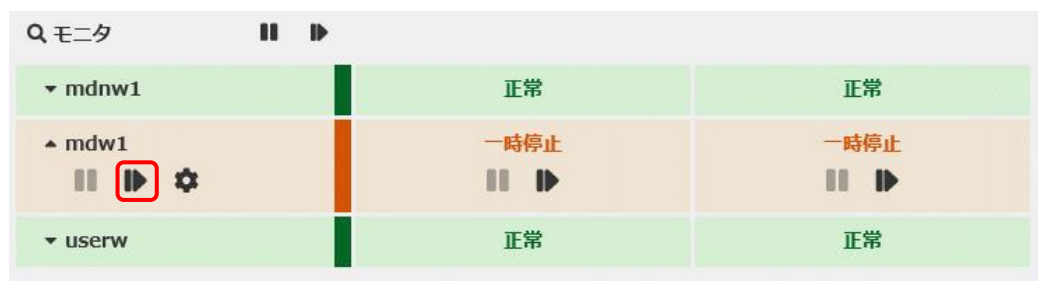 モニタ
mdnw1 正常 正常
mdw1 一時停止 一時停止
userw 正常 正常